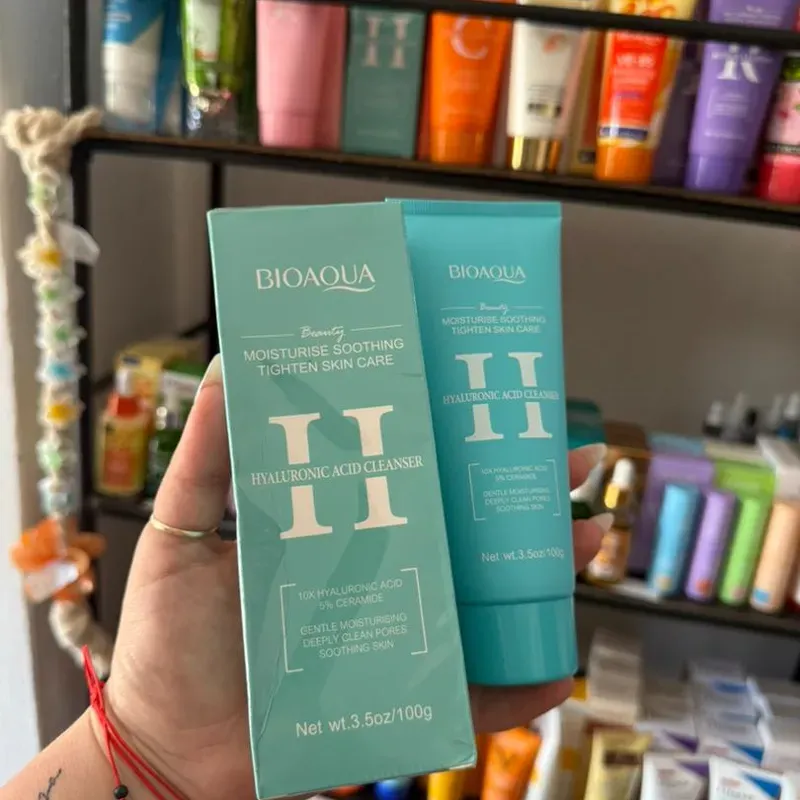 BIOAQUA
Beauty
MOISTURISE SOOTHING
TIGHTEN SKIN CARE
H
HYALURONIC ACID CLEANSER
10X HYALURONIC ACID
5% CERAMIDE
GENTLE MOISTURISING
DEEPLY CLEAN PORES
SOOTHING SKIN
Net wt.3.5oz/100g
BIOAQUA
Beauty
MOISTURISE SOOTHING
TIGHTEN SKIN CARE
H
HYALURONIC ACID CLEANSER
10X HYALURONIC ACID
5% CERAMIDE
GENTLE MOISTURISING
DEEPLY CLEAN PORES
SOOTHING SKIN
Net wt.3.5oz/100g
H
C